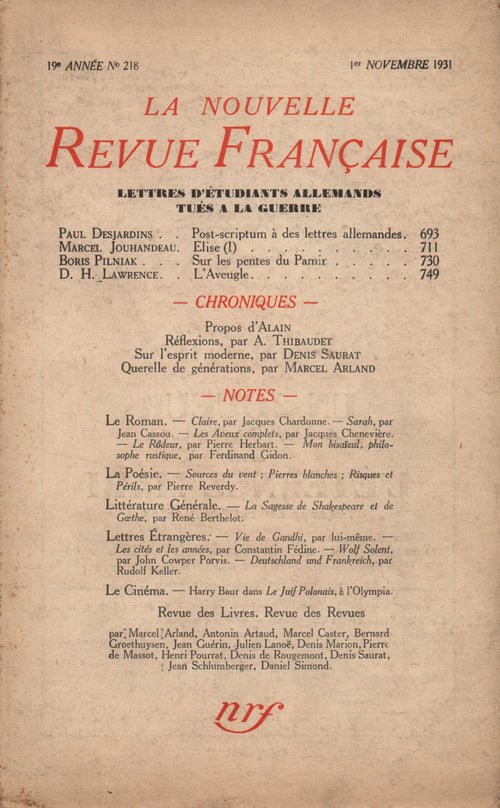 19e ANNÉE No 218
1er NOVEMBRE 1931
LA NOUVELLE
REVUE FRANÇAISE
LETTRES D'ÉTUDIANTS ALLEMANDS
TUÉS A LA GUERRE
PAUL DESJARDINS . . Post-scriptum à des lettres allemandes. 693
MARCEL JOUHANDEAU. Elise (I) . . . . . . . . . . 711
BORIS PILNIAK . . . Sur les pentes du Pamir . . . . . 730
D. H. LAWRENCE. . L'Aveugle. . . . . . . . . . 749
— CHRONIQUES —
Propos d'ALAIN
Réflexions, par A. THIBAUDET
Sur l'esprit moderne, par DENIS SAURAT
Querelle de générations, par MARCEL ARLAND
— NOTES —
Le Roman. — Claire, par Jacques Chardonne. — Sarah, par
Jean Cassou. — Les Aveux complets, par Jacques Chenevière.
— Le Rôdeur, par Pierre Herbart. — Mon bisaïeul, philo-
sophe rustique, par Ferdinand Gidon.
La Poésie. — Sources du vent ; Pierres blanches ; Risques et
Périls, par Pierre Reverdy.
Littérature Générale. — La Sagesse de Shakespeare et de
Gœthe, par René Berthelot.
Lettres Étrangères. — Vie de Gandhi, par lui-même. —
Les cités et les années, par Constantin Fédine. — Wolf Solent,
par John Cowper Porvis. — Deutschland und Frankreich, par
Rudolf Keller.
Le Cinéma. — Harry Baur dans Le Juif Polonais, à l'Olympia.
Revue des Livres. Revue des Revues
par Marcel Arland, Antonin Artaud, Marcel Caster, Bernard
Groethuysen, Jean Guérin, Julien Lanoë, Denis Marion, Pierre
de Massot, Henri Pourrat, Denis de Rougemont, Denis Saurat,
Jean Schlumberger, Daniel Simond.
nrf